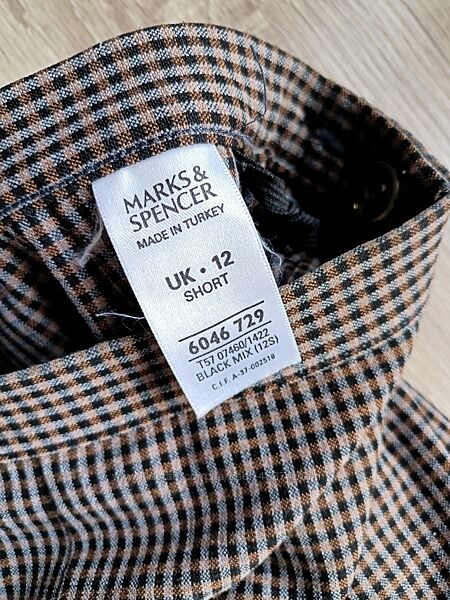 MARKS &
SPENCER
MADE IN TURKEY
UK • 12
SHORT
6046 729
T57 07460/1422
BLACK MIX (12S)
C.I.F. A-37-002518